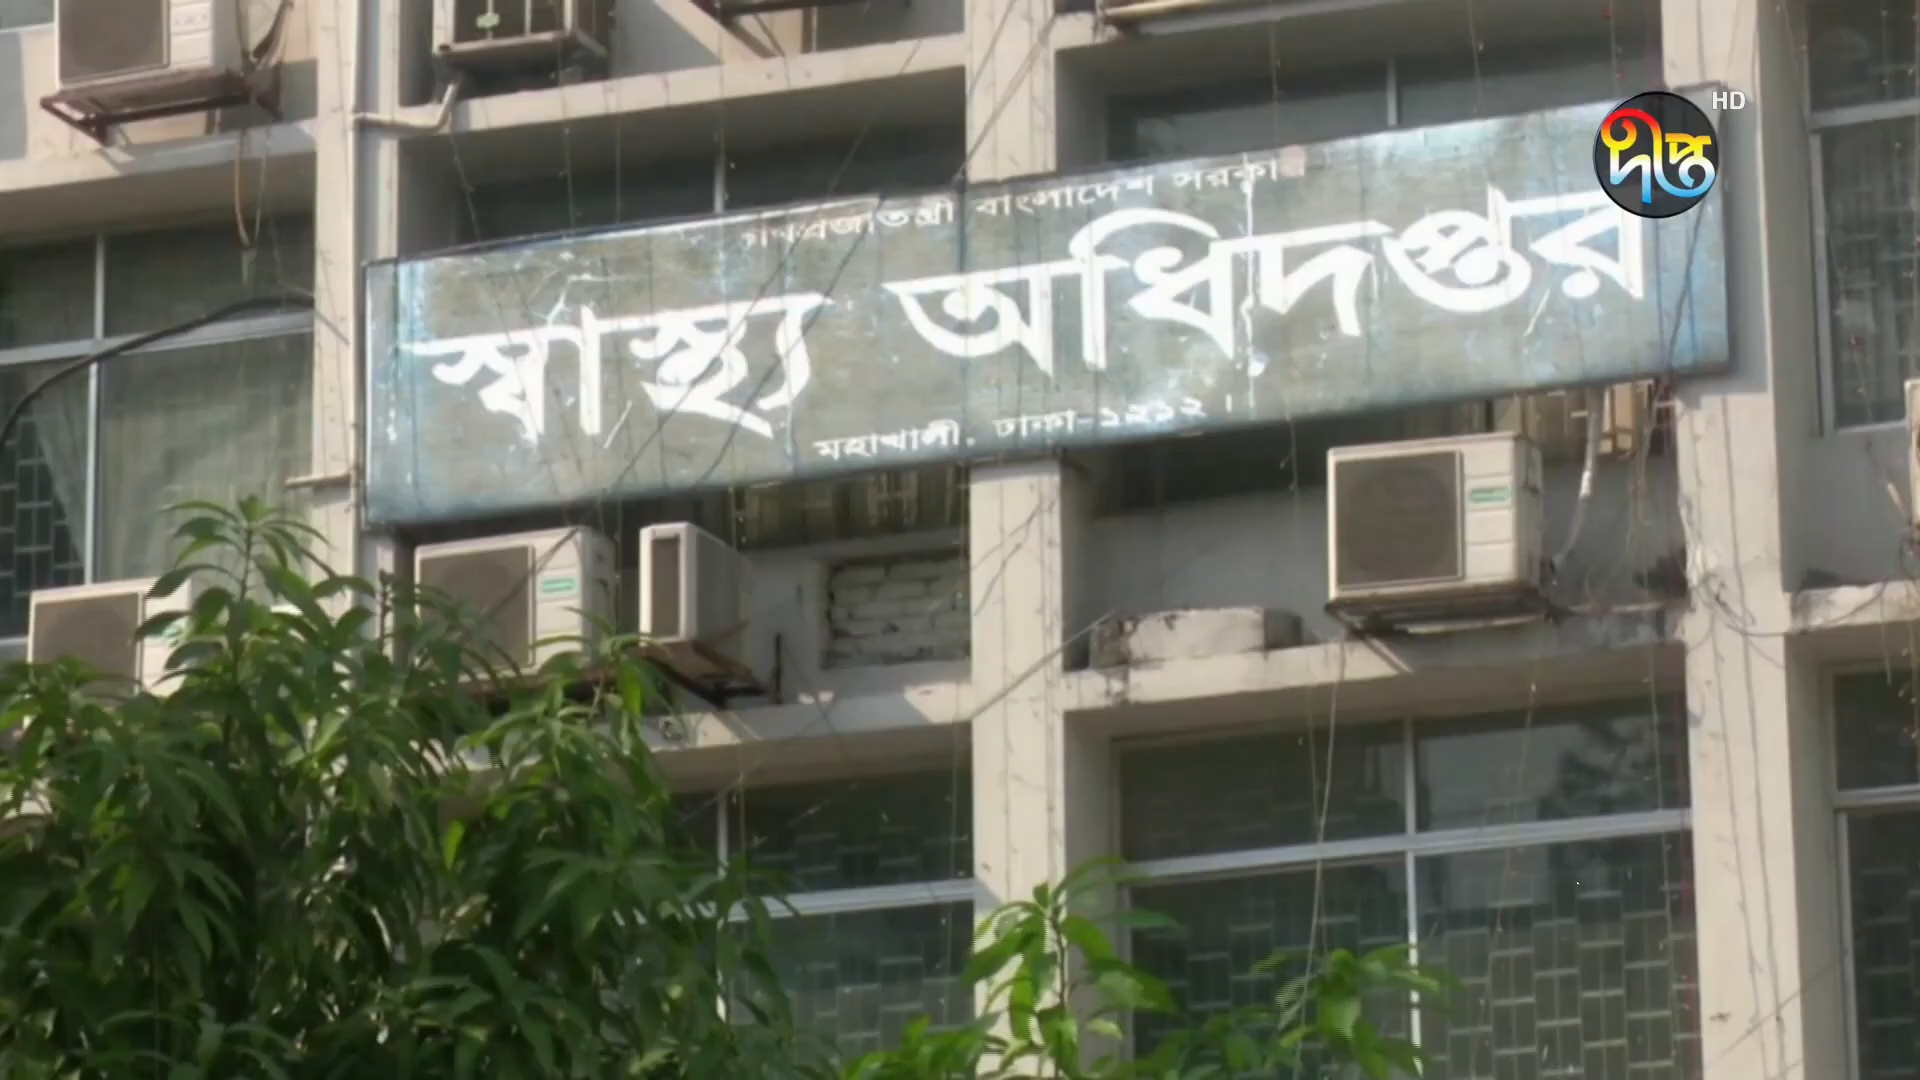 গণপ্রজাতন্ত্রী বাংলাদেশ সরকার
স্বাস্থ্য অধিদপ্তর
মহাখালী, ঢাকা-১২১২।
দীপ্ত
HD